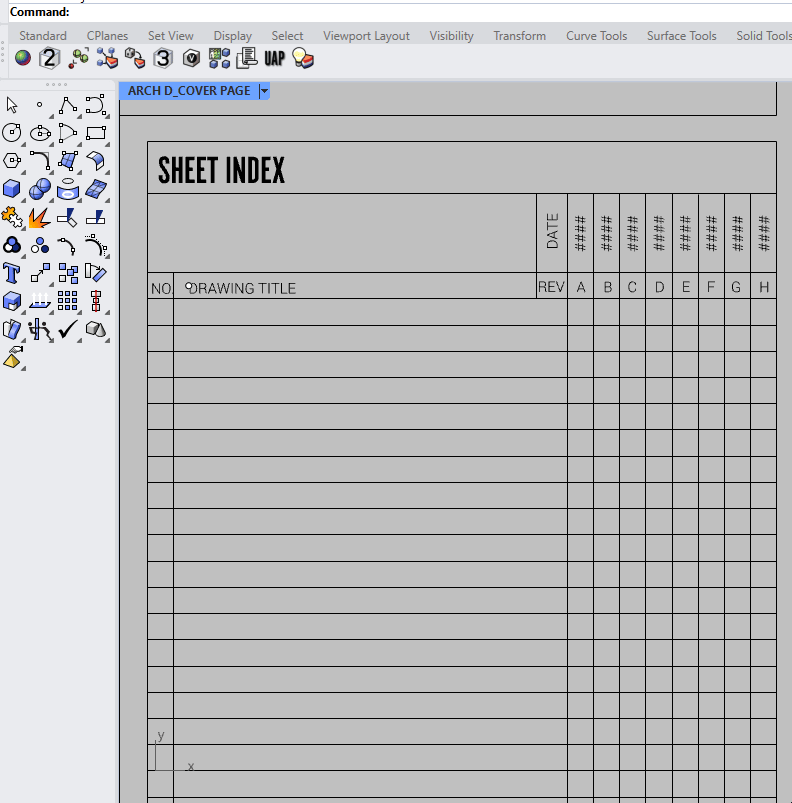 Command:
Standard CPlanes Set View Display Select Viewport Layout Visibility Transform Curve Tools Surface Tools Solid Tools
2 3 V UAP
ARCH D_COVER PAGE
SHEET INDEX
DATE #### #### #### #### #### #### #### ####
NO. DRAWING TITLE REV A B C D E F G H
y
x